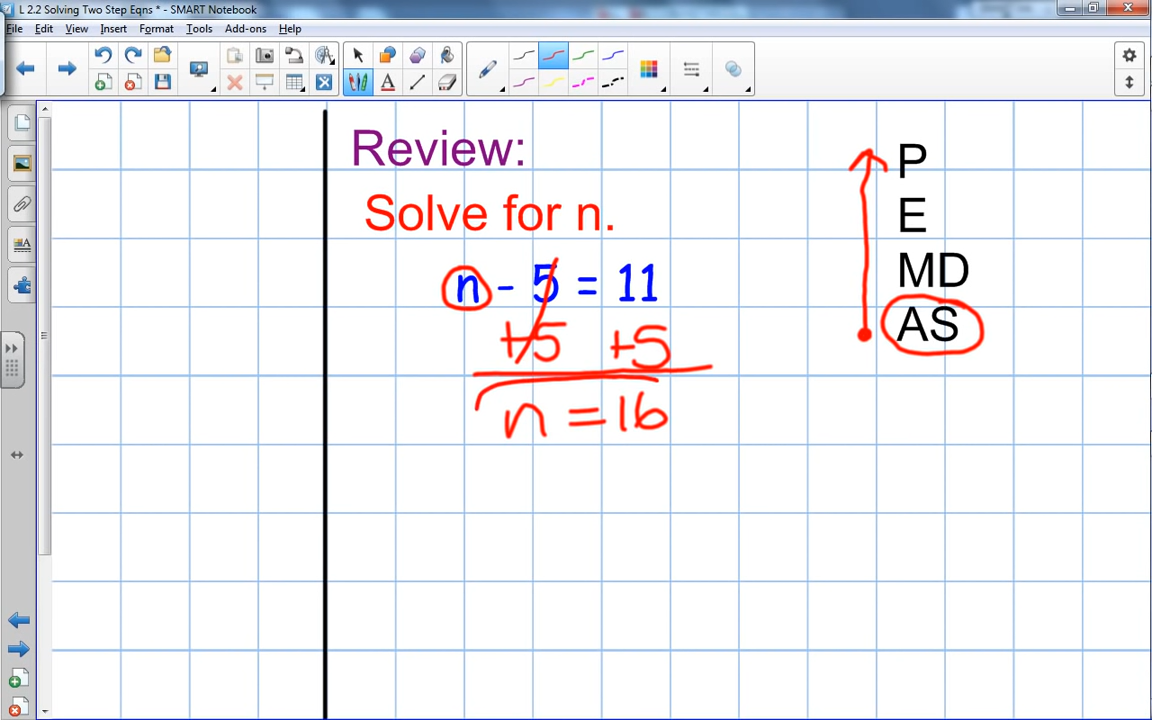 L 2.2 Solving Two Step Eqns * - SMART Notebook
File Edit View Insert Format Tools Add-ons Help
Review:
Solve for n.
n - 5 = 11
+5 +5
n = 16
P
E
MD
AS